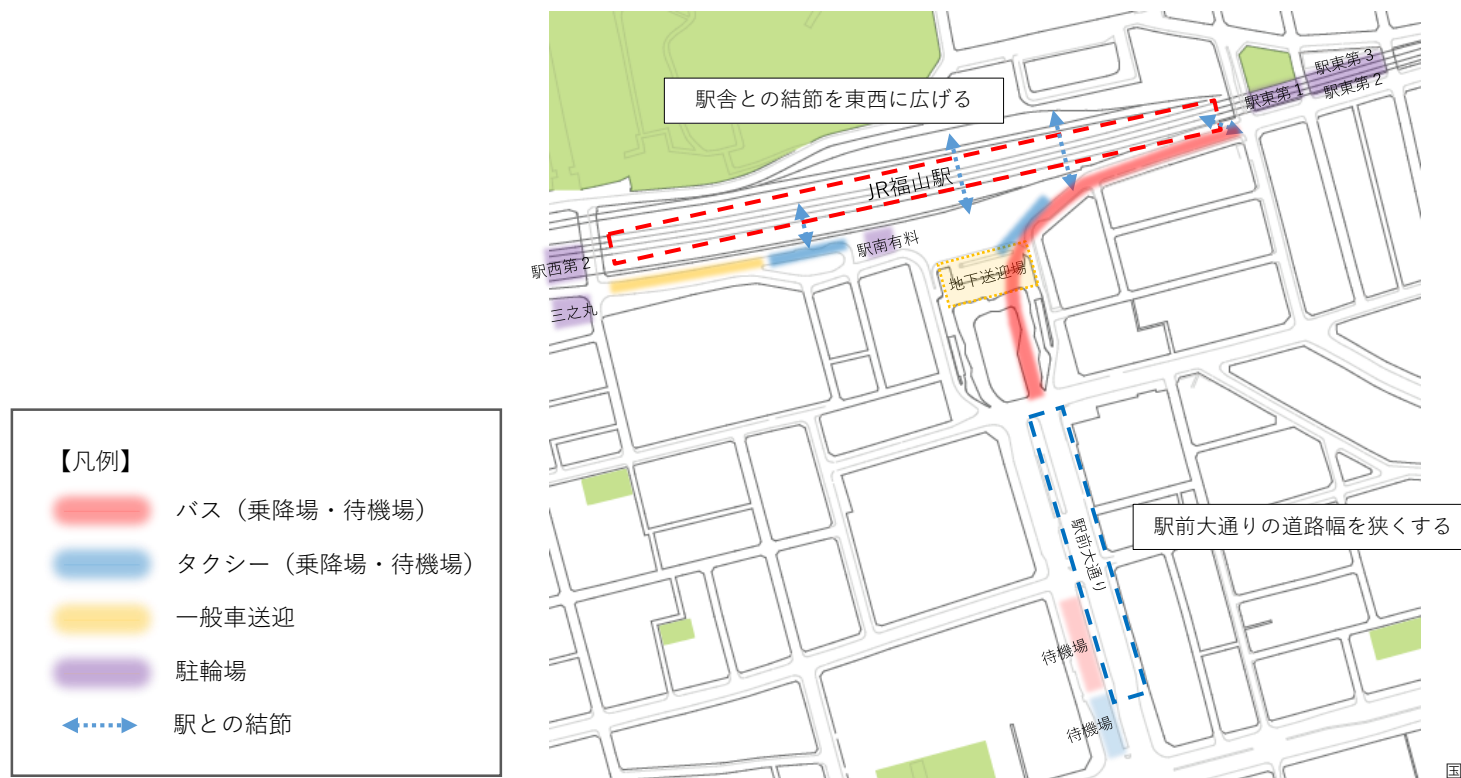 駅舎との結節を東西に広げる
駅東第3
駅東第1
駅東第2
JR福山駅
駅南有料
駅西第2
三之丸
地下送迎場
駅前大通りの道路幅を狭くする
駅前大通り
待機場
待機場
【凡例】
バス（乗降場・待機場）
タクシー（乗降場・待機場）
一般車送迎
駐輪場
駅との結節
国